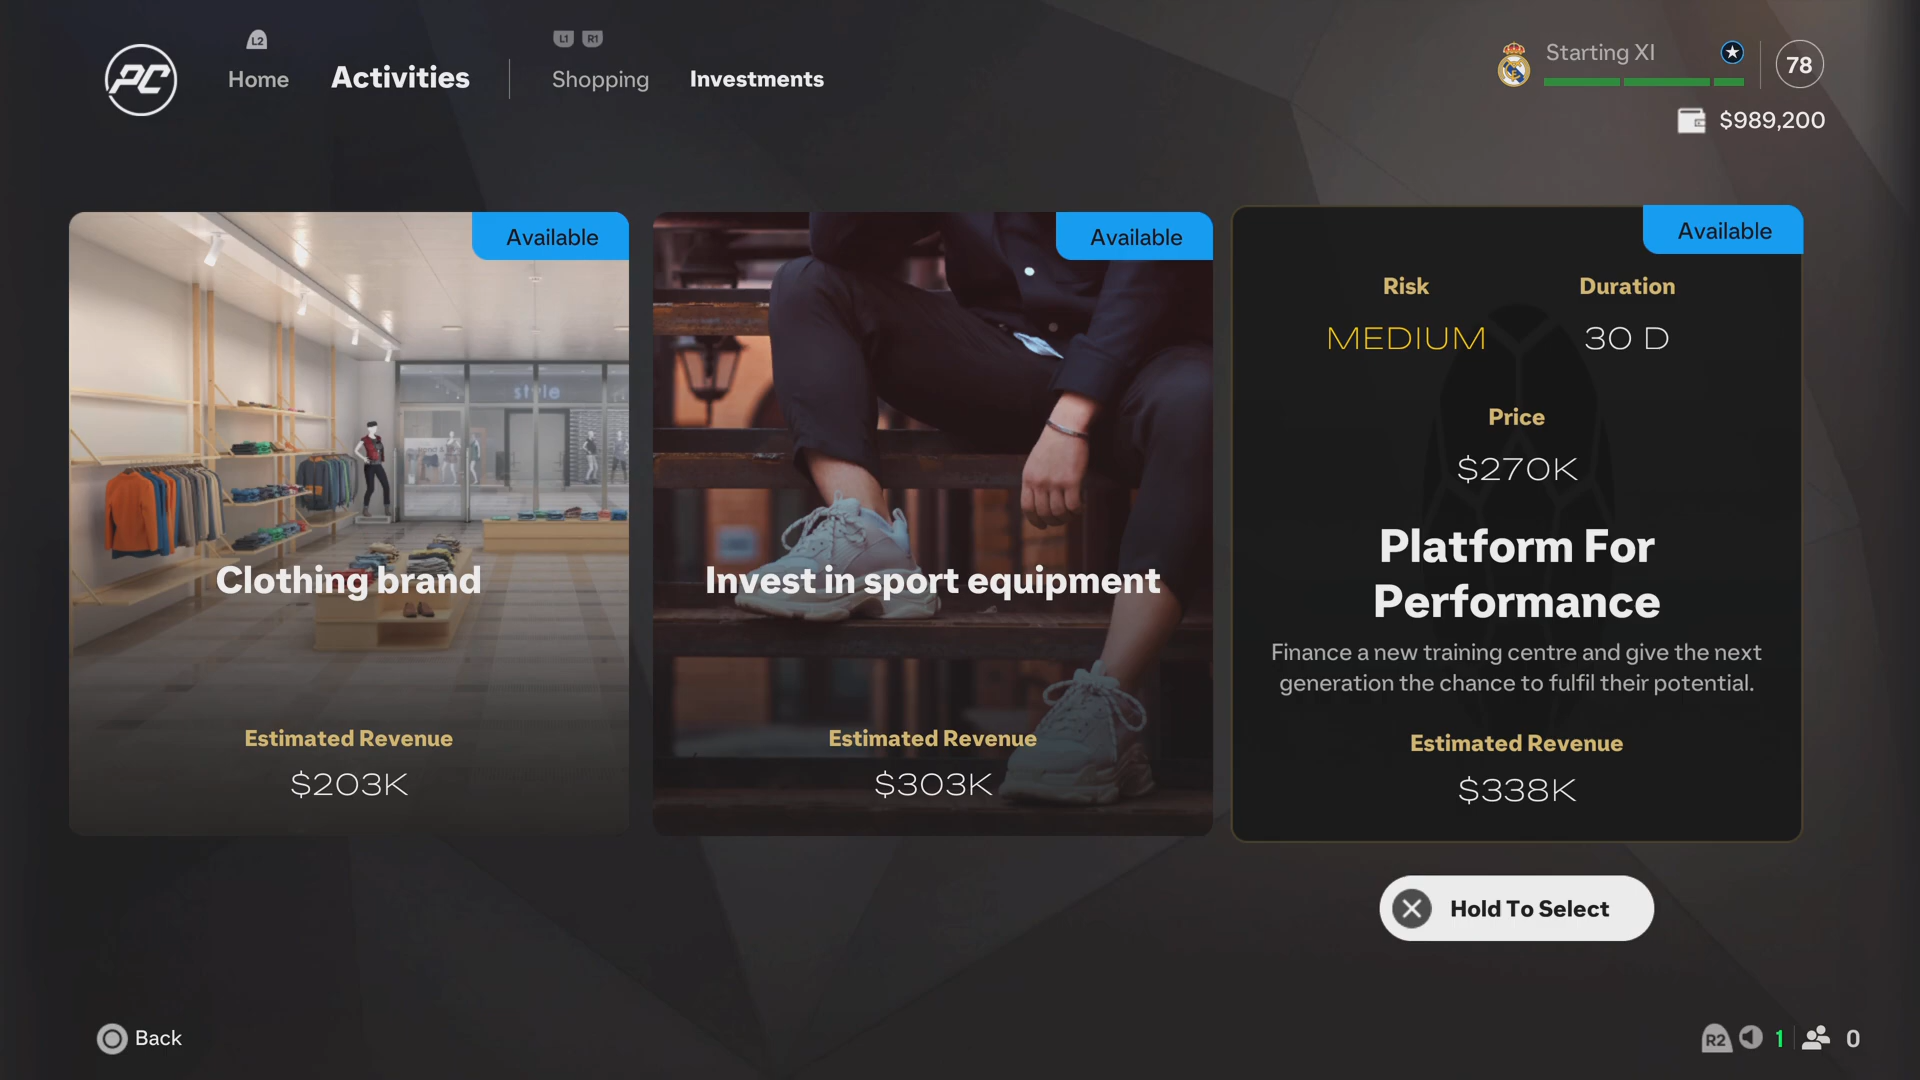 L2
L1 R1
PC
Home
Activities
Shopping
Investments
Starting XI
78
$989,200
Available
style
Clothing brand
Estimated Revenue
$203K
Available
Invest in sport equipment
Estimated Revenue
$303K
Available
Risk
Duration
MEDIUM
30 D
Price
$270K
Platform For
Performance
Finance a new training centre and give the next
generation the chance to fulfil their potential.
Estimated Revenue
$338K
Hold To Select
Back
R2
1
0